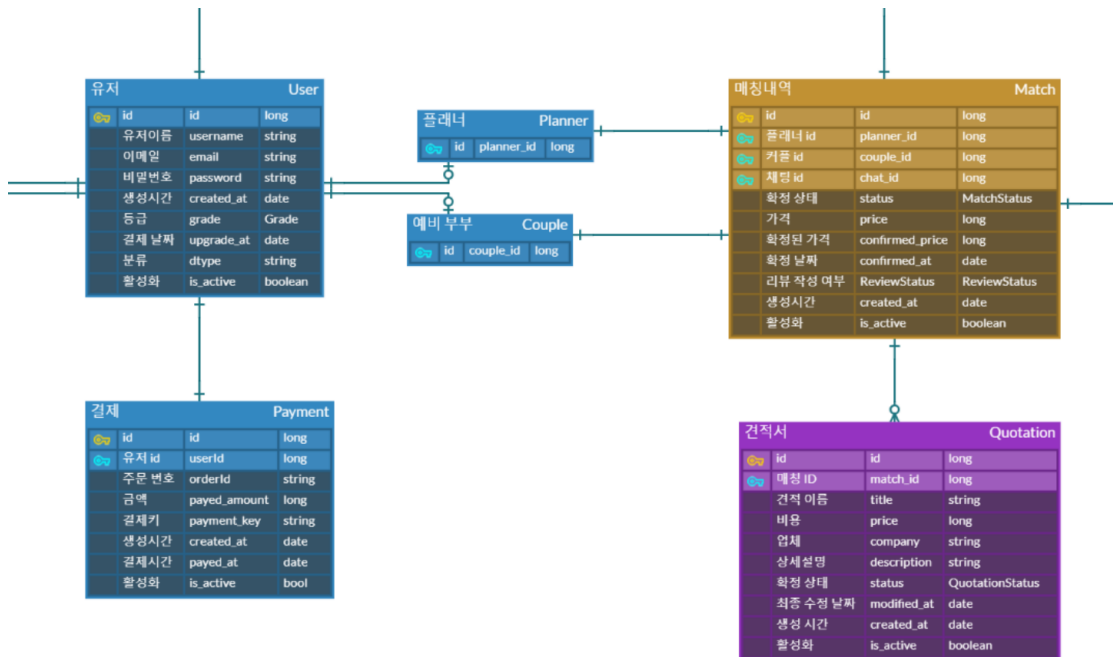 유저 User
id id long
유저이름 username string
이메일 email string
비밀번호 password string
생성시간 created_at date
등급 grade Grade
결제 날짜 upgrade_at date
분류 dtype string
활성화 is_active boolean
플래너 Planner
id planner_id long
예비 부부 Couple
id couple_id long
매칭내역 Match
id id long
플래너 id planner_id long
커플 id couple_id long
채팅 id chat_id long
확정 상태 status MatchStatus
가격 price long
확정된 가격 confirmed_price long
확정 날짜 confirmed_at date
리뷰 작성 여부 ReviewStatus ReviewStatus
생성시간 created_at date
활성화 is_active boolean
결제 Payment
id id long
유저 id userId long
주문 번호 orderId string
금액 payed_amount long
결제키 payment_key string
생성시간 created_at date
결제시간 payed_at date
활성화 is_active bool
견적서 Quotation
id id long
매칭 ID match_id long
견적 이름 title string
비용 price long
업체 company string
상세설명 description string
확정 상태 status QuotationStatus
최종 수정 날짜 modified_at date
생성 시간 created_at date
활성화 is_active boolean